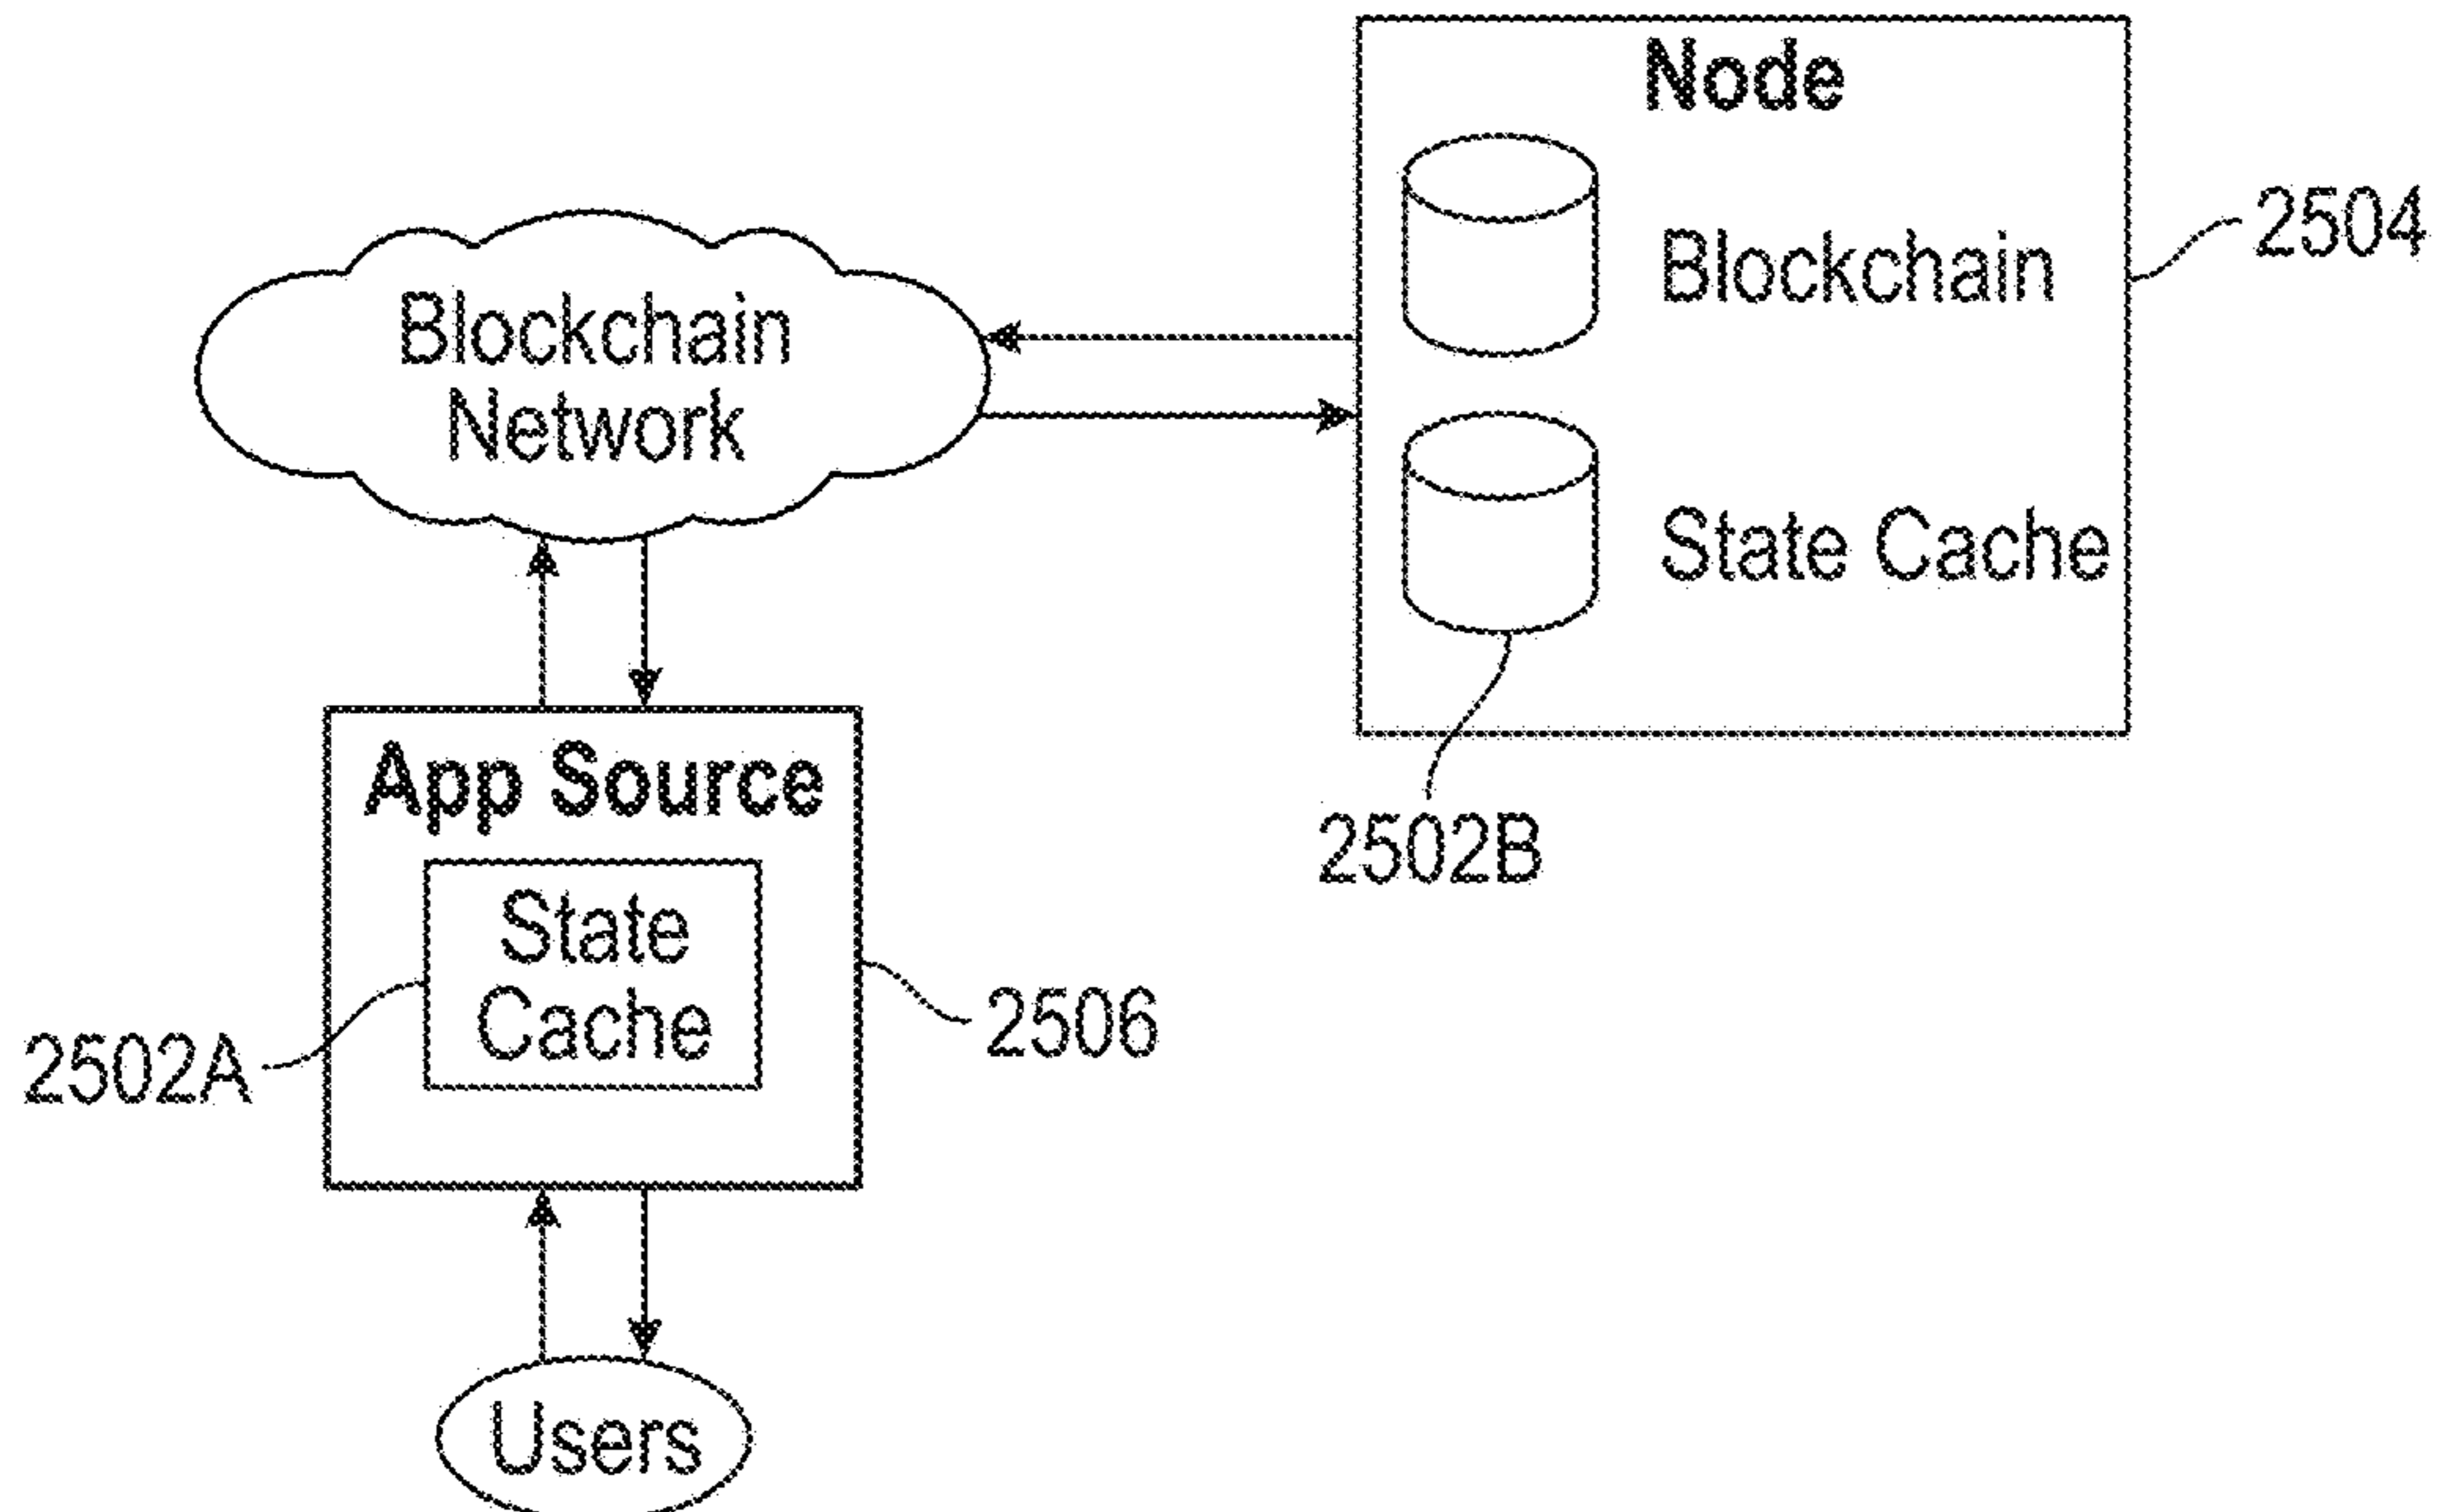 Node
Blockchain
2504
Blockchain
Network
State Cache
App Source
2502B
State
Cache
2506
2502A
Users